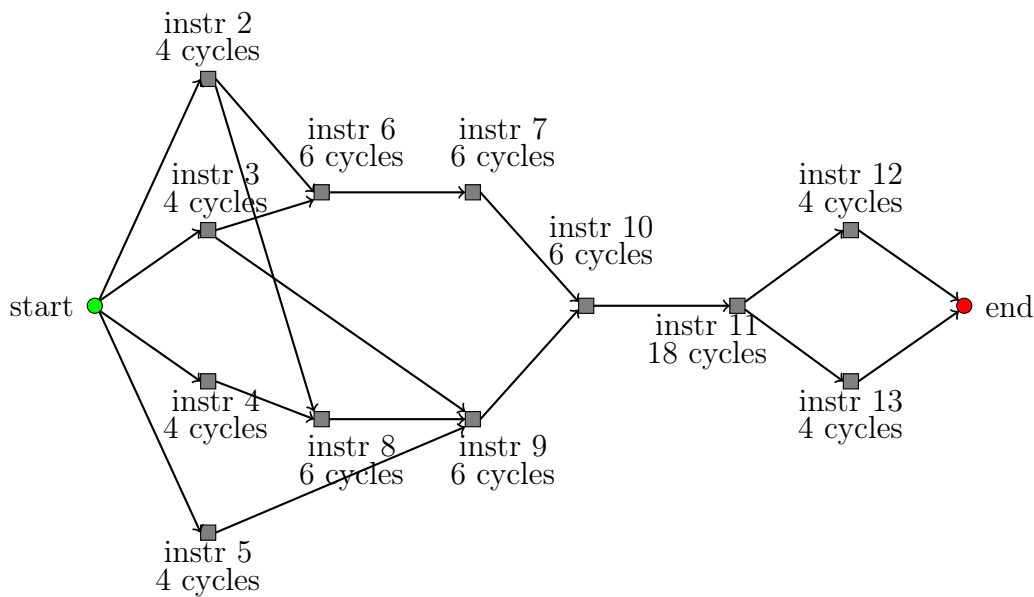 instr 2
4 cycles
instr 6
6 cycles
instr 7
6 cycles
instr 3
4 cycles
instr 12
4 cycles
instr 10
6 cycles
start
end
instr 11
18 cycles
instr 4
4 cycles
instr 13
4 cycles
instr 8
6 cycles
instr 9
6 cycles
instr 5
4 cycles